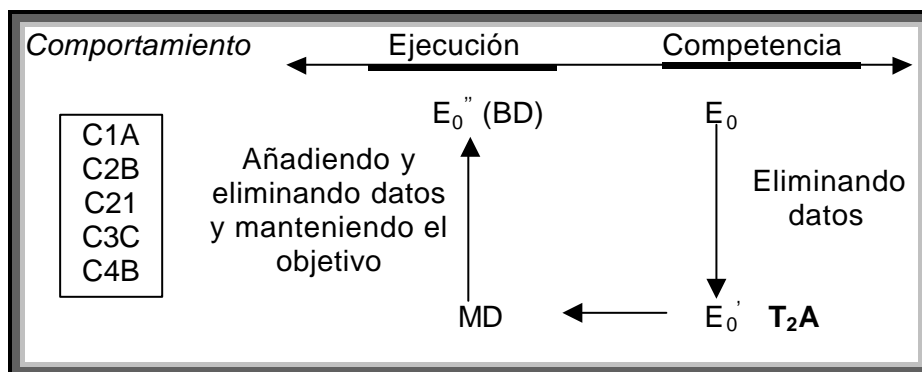 Comportamiento Ejecución Competencia
E₀'' (BD) E₀
C1A
C2B
C21
C3C
C4B
Añadiendo y
eliminando datos
y manteniendo el
objetivo
Eliminando
datos
MD E₀' T₂A